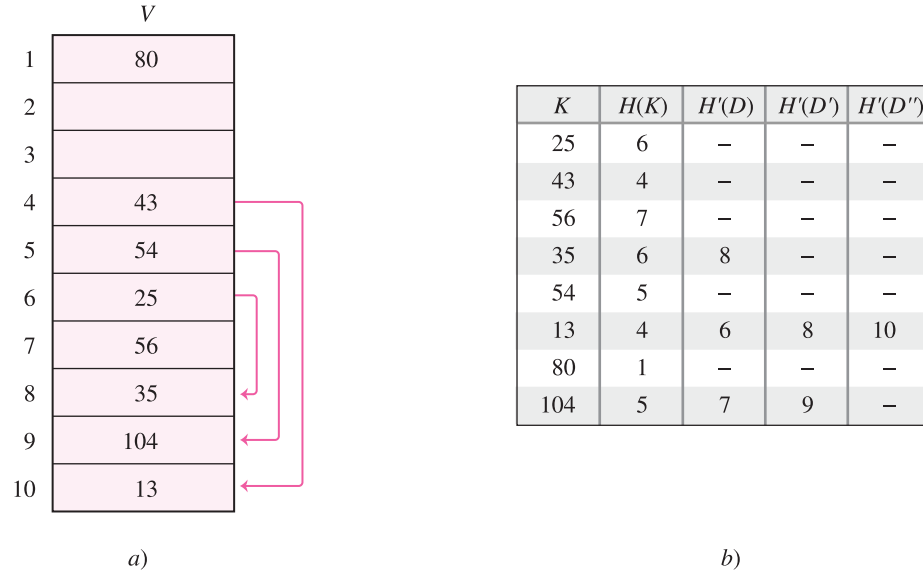 V
1 80
2
3
4 43
5 54
6 25
7 56
8 35
9 104
10 13
a)
K H(K) H'(D) H'(D') H'(D'')
25 6 – – –
43 4 – – –
56 7 – – –
35 6 8 – –
54 5 – – –
13 4 6 8 10
80 1 – – –
104 5 7 9 –
b)